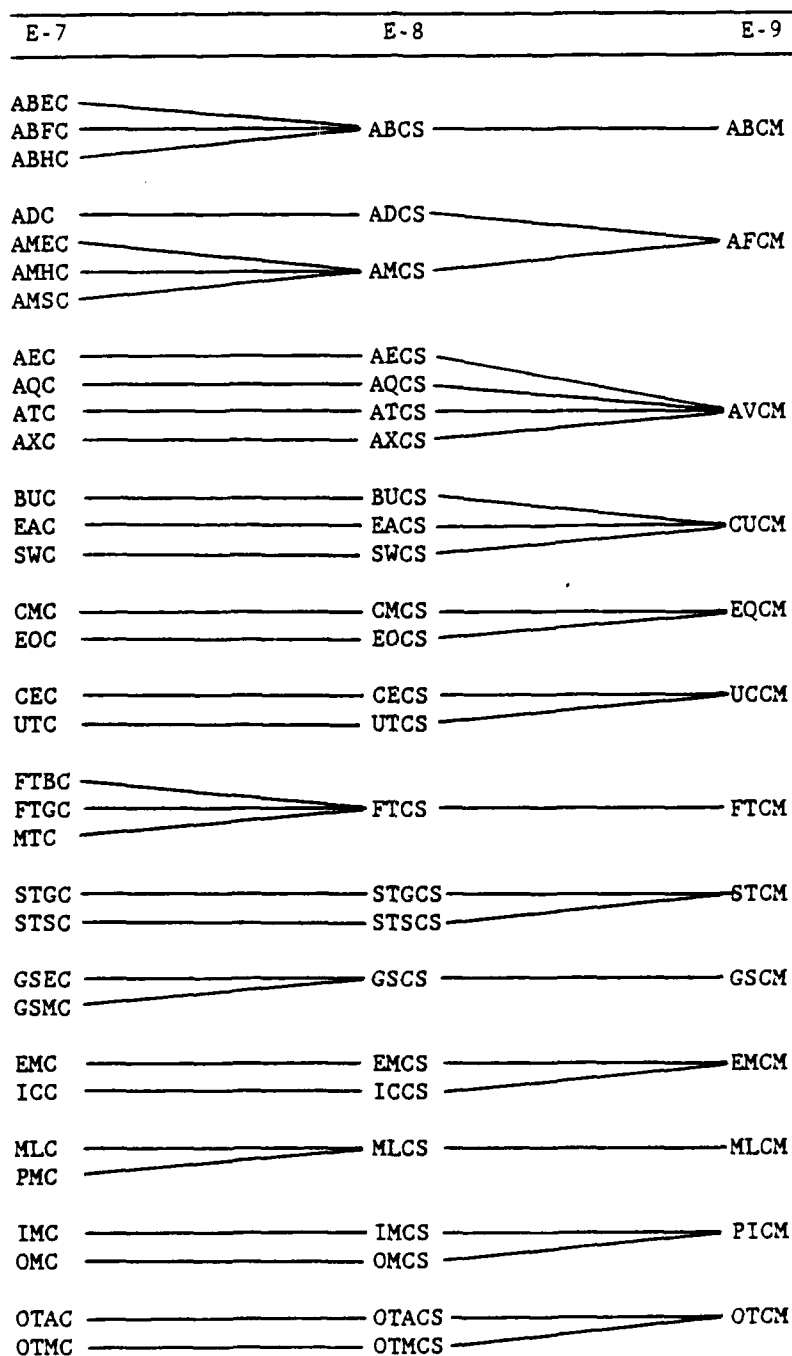 E-7 E-8 E-9
ABEC
ABFC ABCS ABCM
ABHC
ADC ADCS
AFCM
AMEC
AMHC AMCS
AMSC
AEC AECS
AQC AQCS
ATC ATCS AVCM
AXC AXCS
BUC BUCS
EAC EACS CUCM
SWC SWCS
CMC CMCS EQCM
EOC EOCS
CEC CECS UCCM
UTC UTCS
FTBC
FTGC FTCS FTCM
MTC
STGC STGCS STCM
STSC STSCS
GSEC GSCS GSCM
GSMC
EMC EMCS EMCM
ICC ICCS
MLC MLCS MLCM
PMC
IMC IMCS PICM
OMC OMCS
OTAC OTACS OTCM
OTMC OTMCS